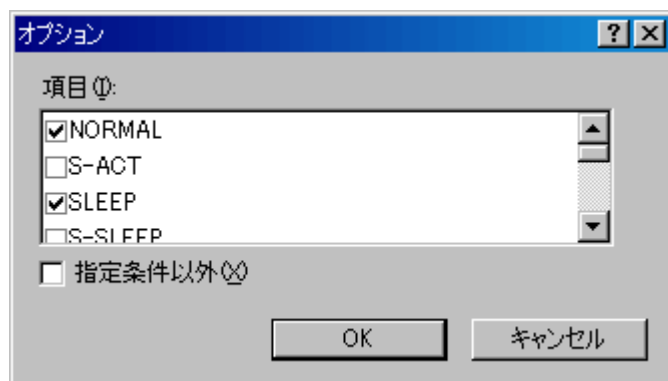 オプション
項目(I):
NORMAL
S-ACT
SLEEP
S-SLEEP
指定条件以外(X)
OK
キャンセル